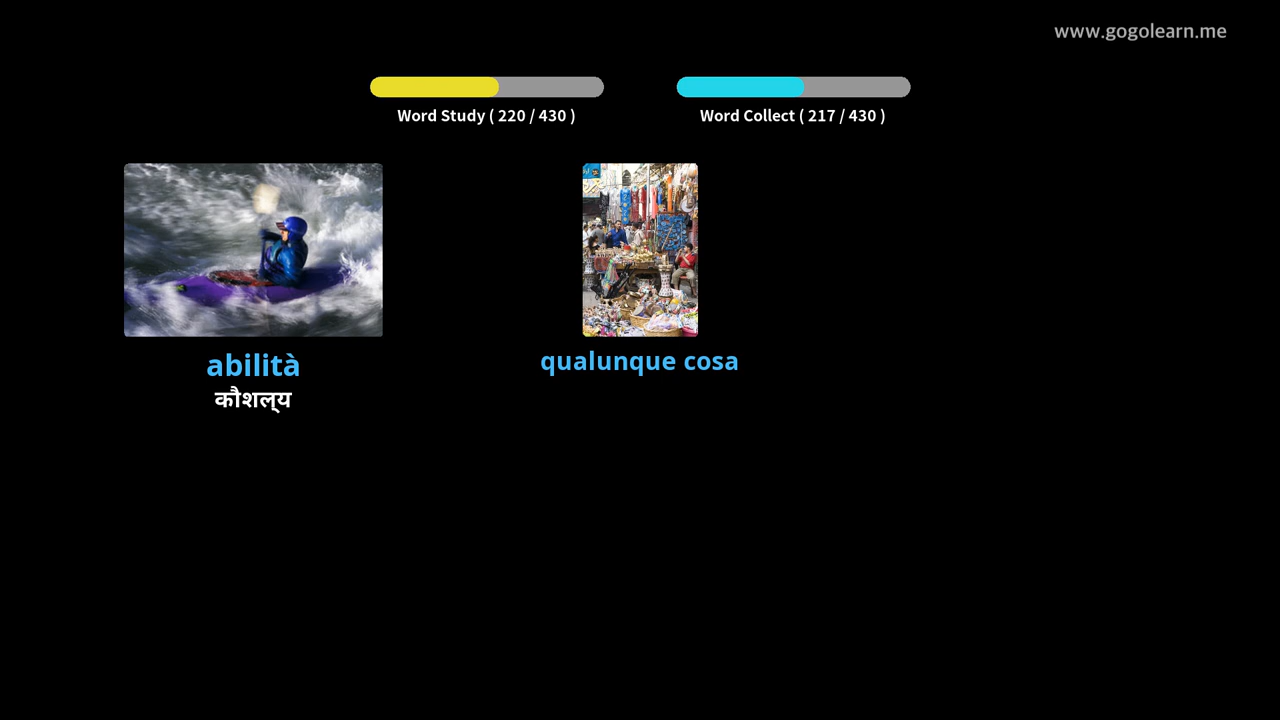 www.gogolearn.me
Word Study ( 220 / 430 )
Word Collect ( 217 / 430 )
abilità
कौशल्य
qualunque cosa